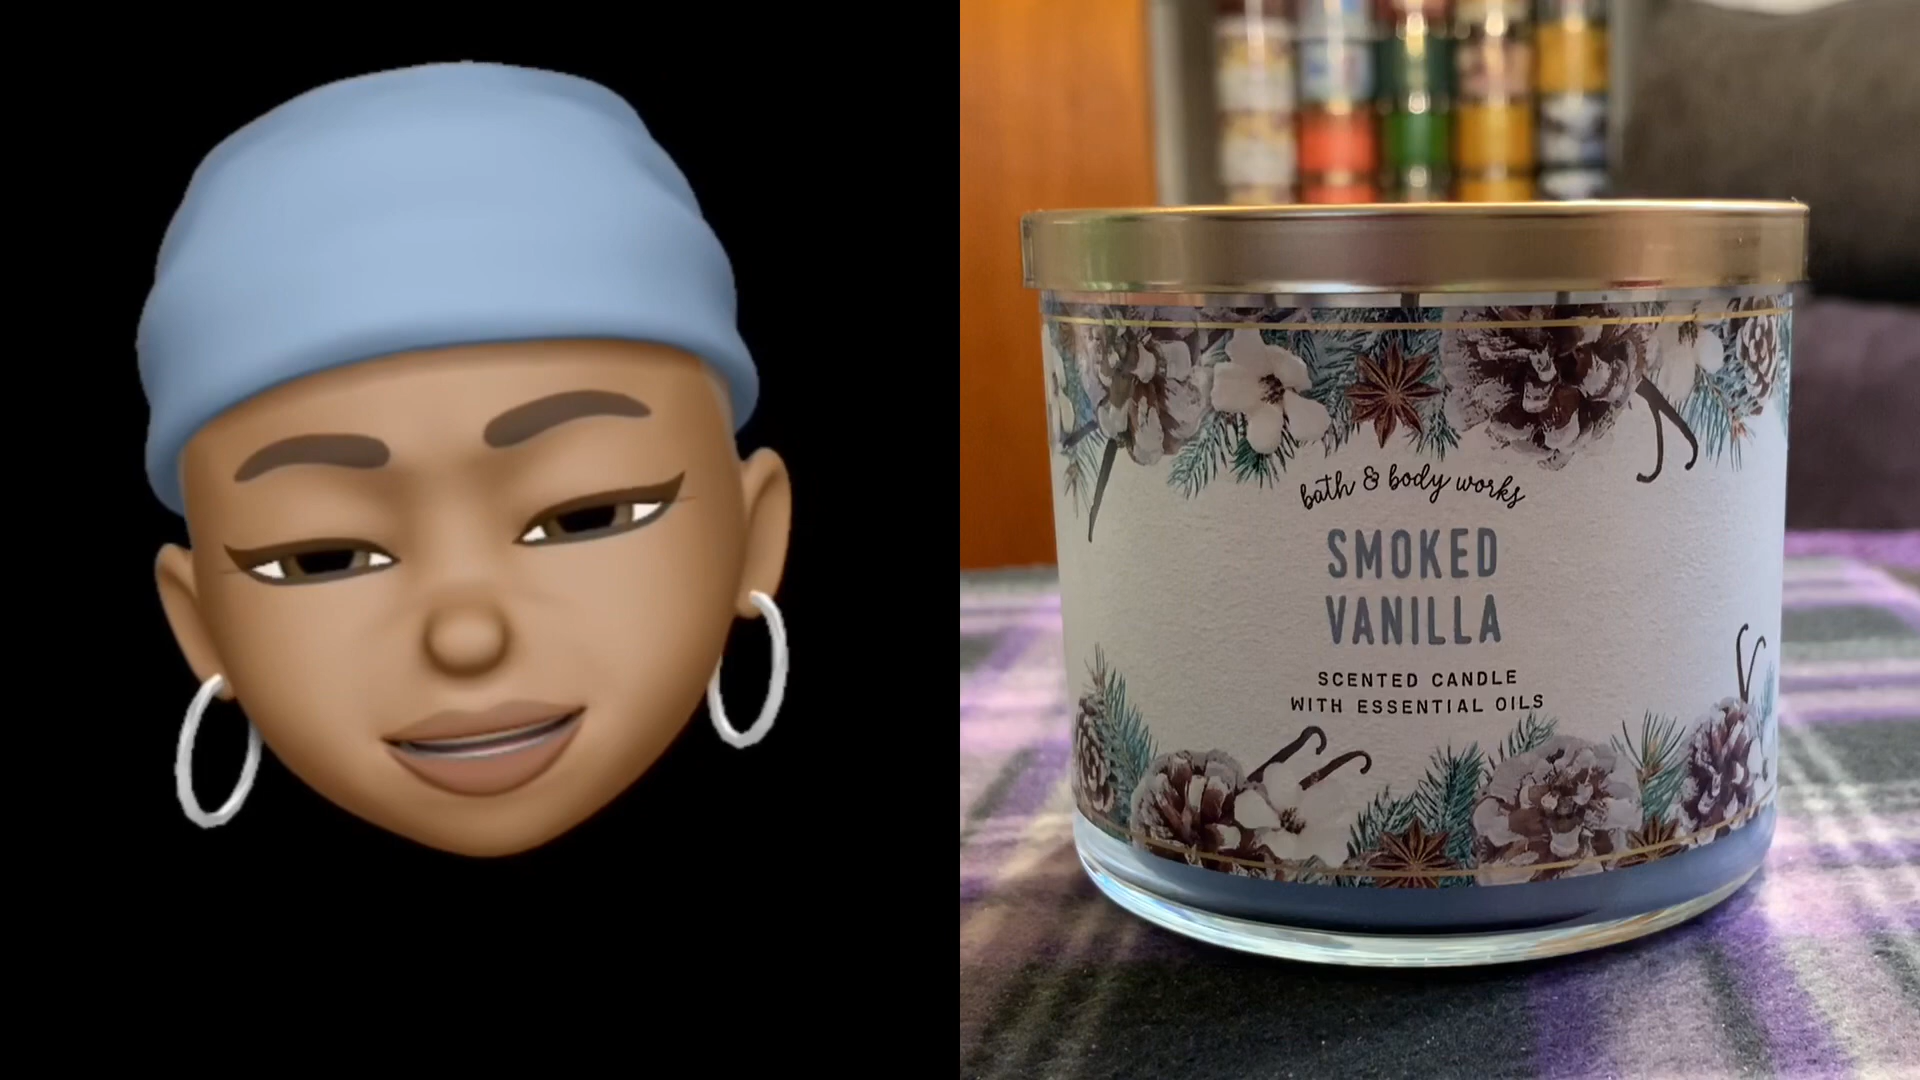 bath & body works
SMOKED
VANILLA
SCENTED CANDLE
WITH ESSENTIAL OILS